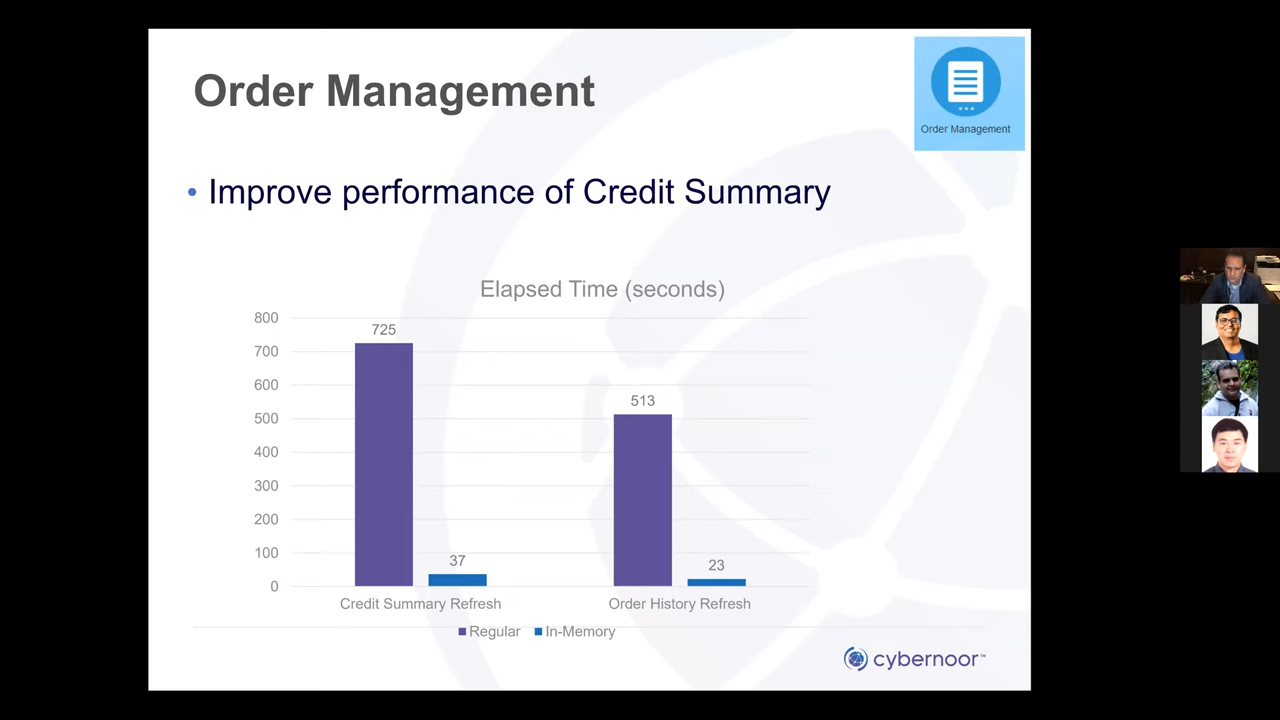 Order Management
Order Management
• Improve performance of Credit Summary
Elapsed Time (seconds)
800
700
600
500
400
300
200
100
0
725
37
513
23
Credit Summary Refresh
Order History Refresh
Regular
In-Memory
cybernoor™